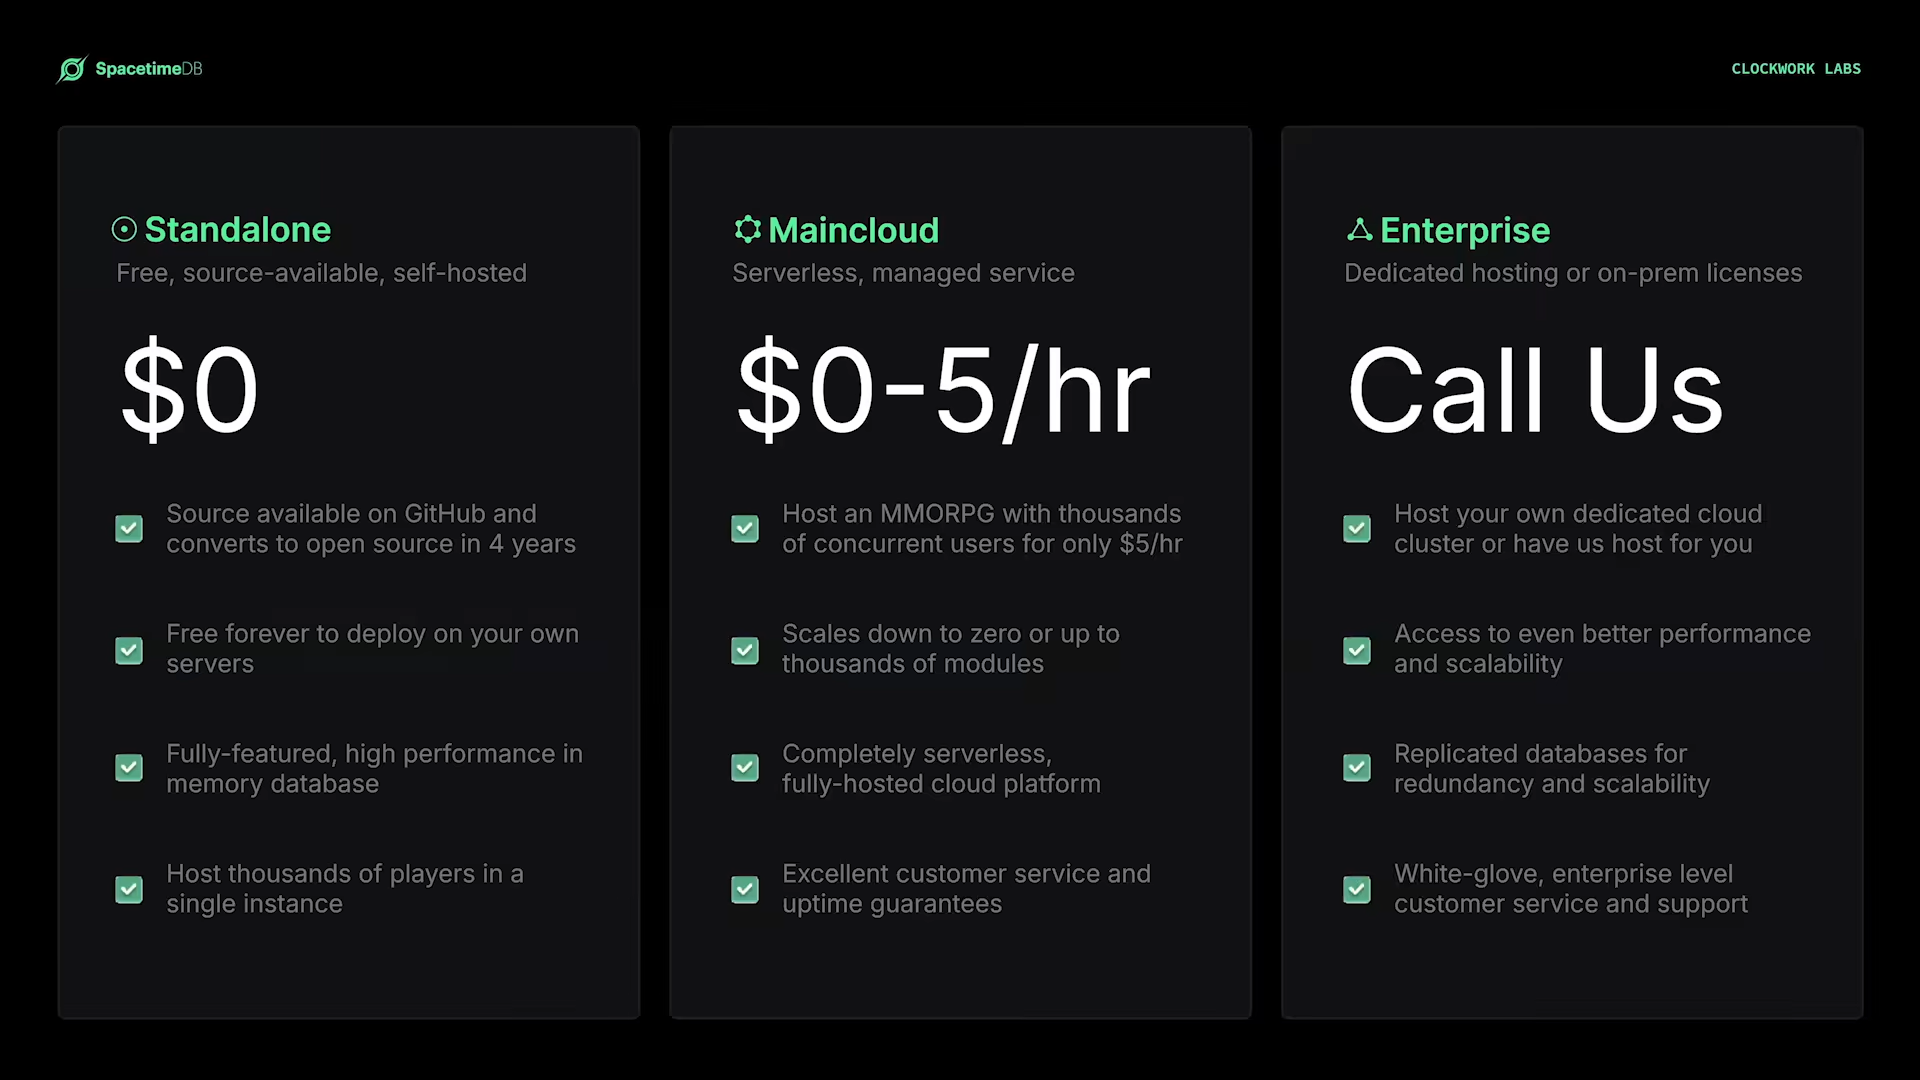 SpacetimeDB
CLOCKWORK LABS
Standalone
Free, source-available, self-hosted
$0
Source available on GitHub and
converts to open source in 4 years
Free forever to deploy on your own
servers
Fully-featured, high performance in
memory database
Host thousands of players in a
single instance
Maincloud
Serverless, managed service
$0-5/hr
Host an MMORPG with thousands
of concurrent users for only $5/hr
Scales down to zero or up to
thousands of modules
Completely serverless,
fully-hosted cloud platform
Excellent customer service and
uptime guarantees
Enterprise
Dedicated hosting or on-prem licenses
Call Us
Host your own dedicated cloud
cluster or have us host for you
Access to even better performance
and scalability
Replicated databases for
redundancy and scalability
White-glove, enterprise level
customer service and support